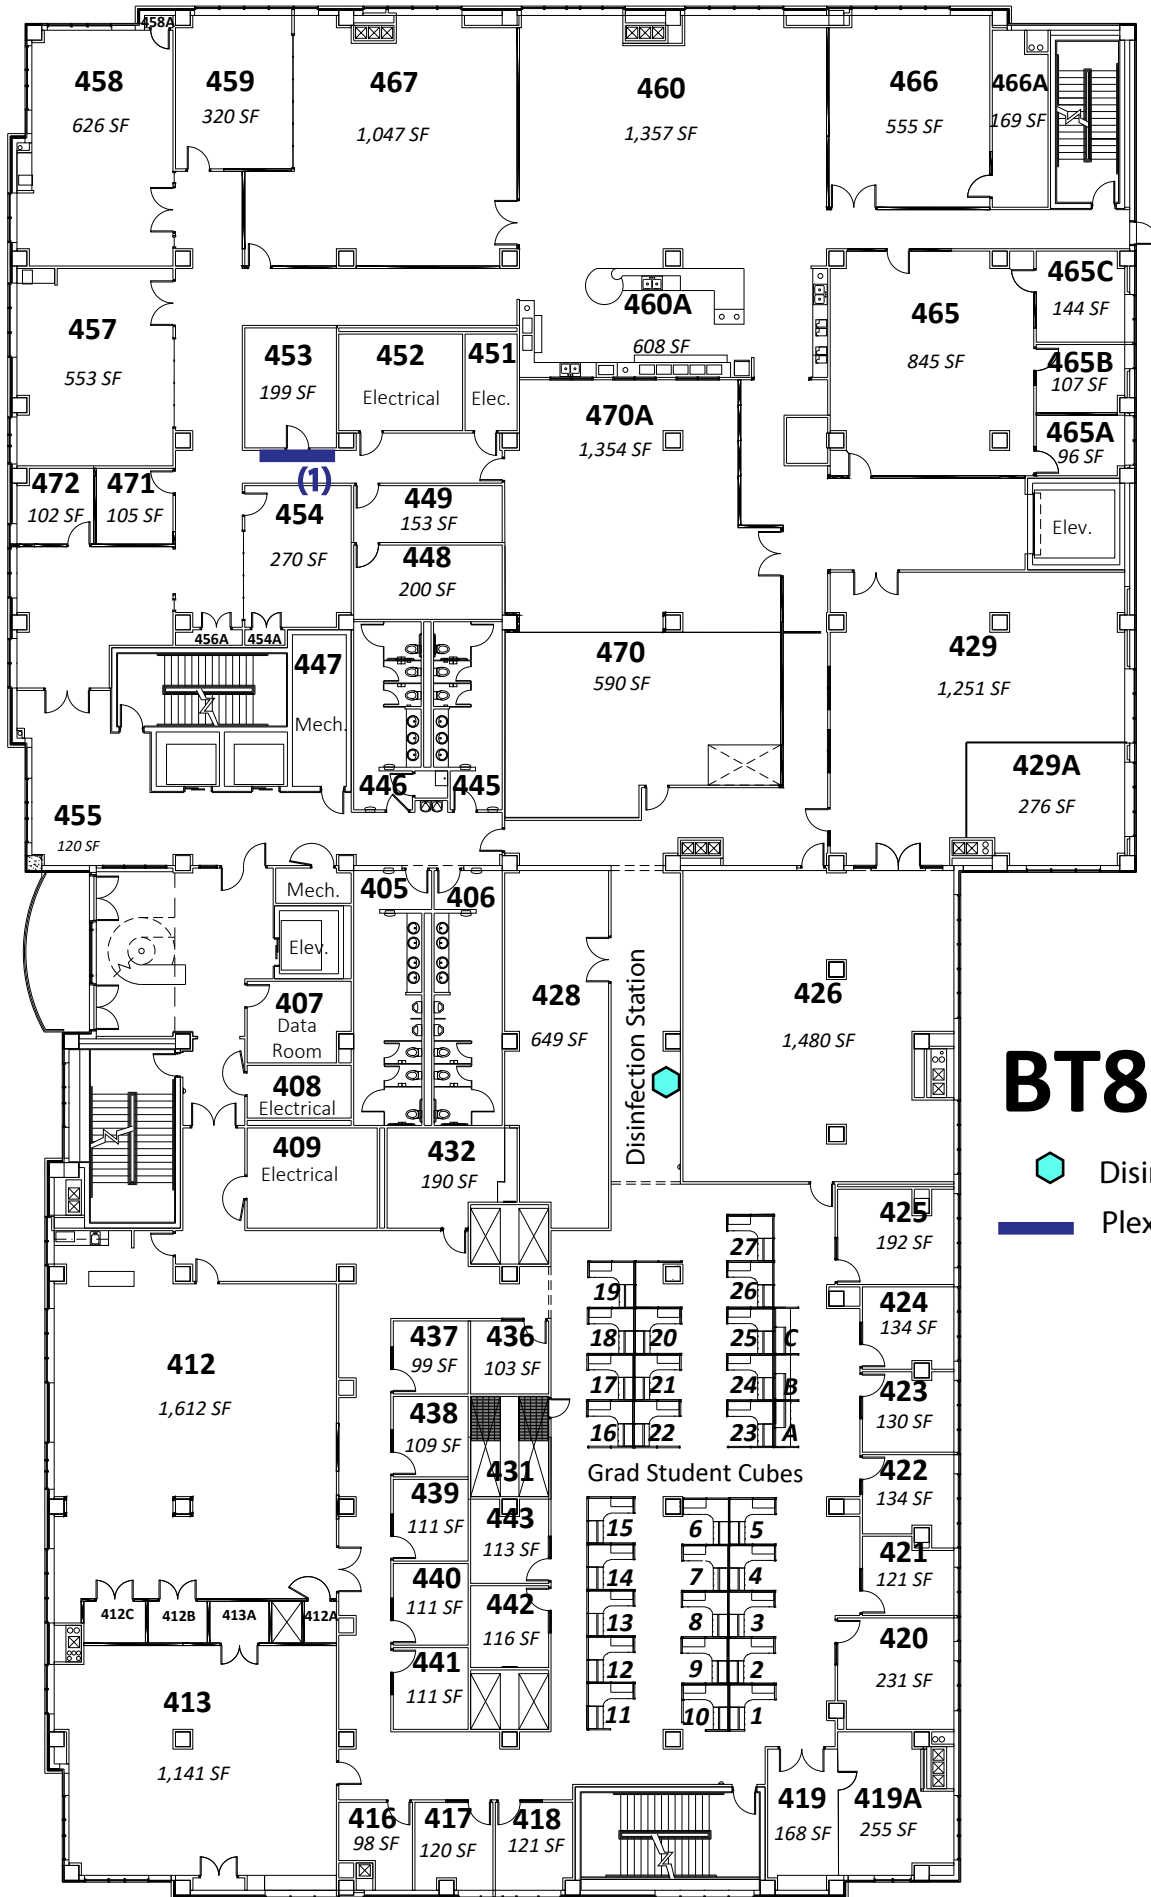 458A
458
626 SF
459
320 SF
467
1,047 SF
460
1,357 SF
466
555 SF
466A
169 SF
457
553 SF
453
199 SF
452
Electrical
451
Elec.
460A
608 SF
465
845 SF
465C
144 SF
465B
107 SF
465A
96 SF
470A
1,354 SF
(1)
472
102 SF
471
105 SF
454
270 SF
449
153 SF
448
200 SF
Elev.
456A
454A
447
Mech.
470
590 SF
429
1,251 SF
429A
276 SF
446
445
455
120 SF
Mech.
405
406
Elev.
407
Data
Room
408
Electrical
409
Electrical
432
190 SF
428
649 SF
Disinfection Station
426
1,480 SF
BT8
Disi
Plex
425
192 SF
424
134 SF
423
130 SF
422
134 SF
421
121 SF
420
231 SF
27
19
26
18
20
25
C
17
21
24
B
16
22
23
A
Grad Student Cubes
15
6
5
14
7
4
13
8
3
12
9
2
11
10
1
412
1,612 SF
437
99 SF
436
103 SF
438
109 SF
431
439
111 SF
443
113 SF
440
111 SF
442
116 SF
441
111 SF
412C
412B
413A
412A
413
1,141 SF
416
98 SF
417
120 SF
418
121 SF
419
168 SF
419A
255 SF